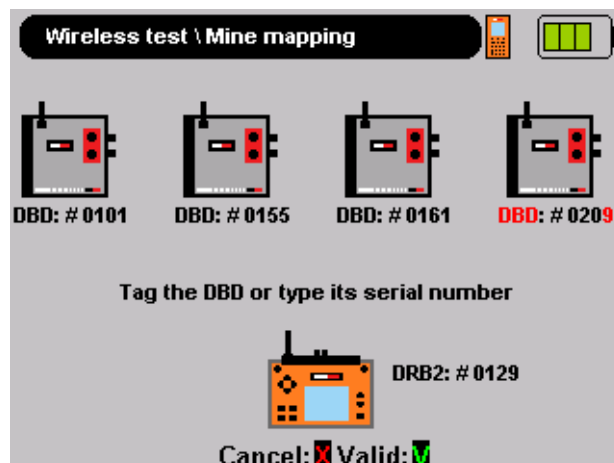 Wireless test \ Mine mapping
DBD: # 0101 DBD: # 0155 DBD: # 0161 DBD: # 0209
Tag the DBD or type its serial number
DRB2: # 0129
Cancel: X Valid: V